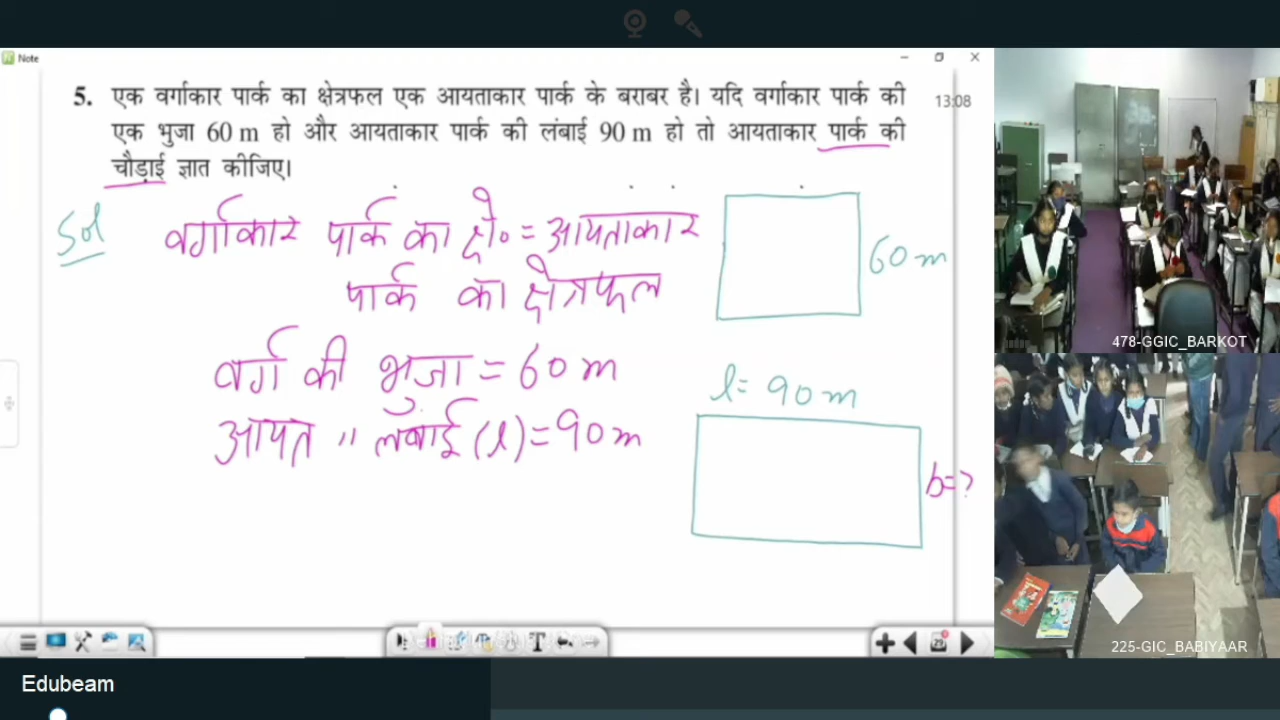 Note
5. एक वर्गाकार पार्क का क्षेत्रफल एक आयताकार पार्क के बराबर है। यदि वर्गाकार पार्क की
13:08
एक भुजा 60 m हो और आयताकार पार्क की लंबाई 90 m हो तो आयताकार पार्क की
चौड़ाई ज्ञात कीजिए।
Sol
वर्गाकार पार्क का क्षे० = आयताकार
पार्क का क्षेत्रफल
60 m
वर्ग की भुजा = 60 m
l = 90 m
आयत " लंबाई (l) = 90 m
b = ?
478-GGIC_BARKOT
225-GIC_BABIYAAR
Edubeam